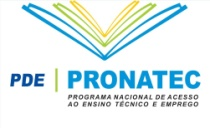 PDE | PRONATEC
PROGRAMA NACIONAL DE ACESSO
AO ENSINO TÉCNICO E EMPREGO